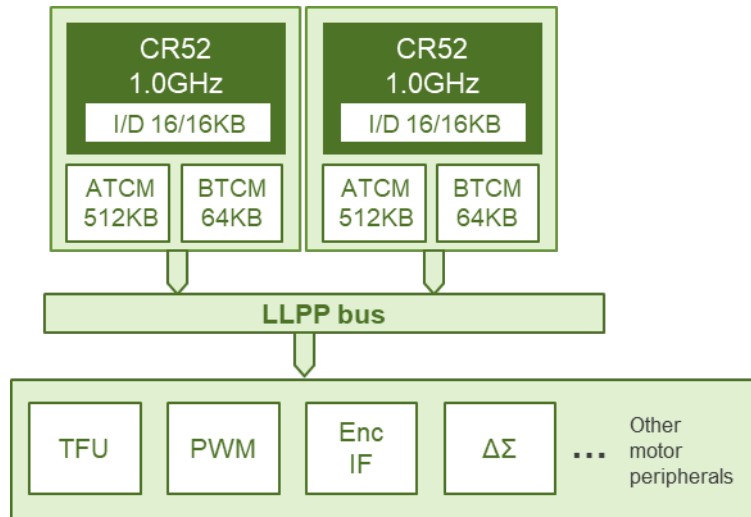 CR52
1.0GHz
I/D 16/16KB
ATCM
512KB
BTCM
64KB
CR52
1.0GHz
I/D 16/16KB
ATCM
512KB
BTCM
64KB
LLPP bus
TFU
PWM
Enc
IF
ΔΣ
...
Other
motor
peripherals